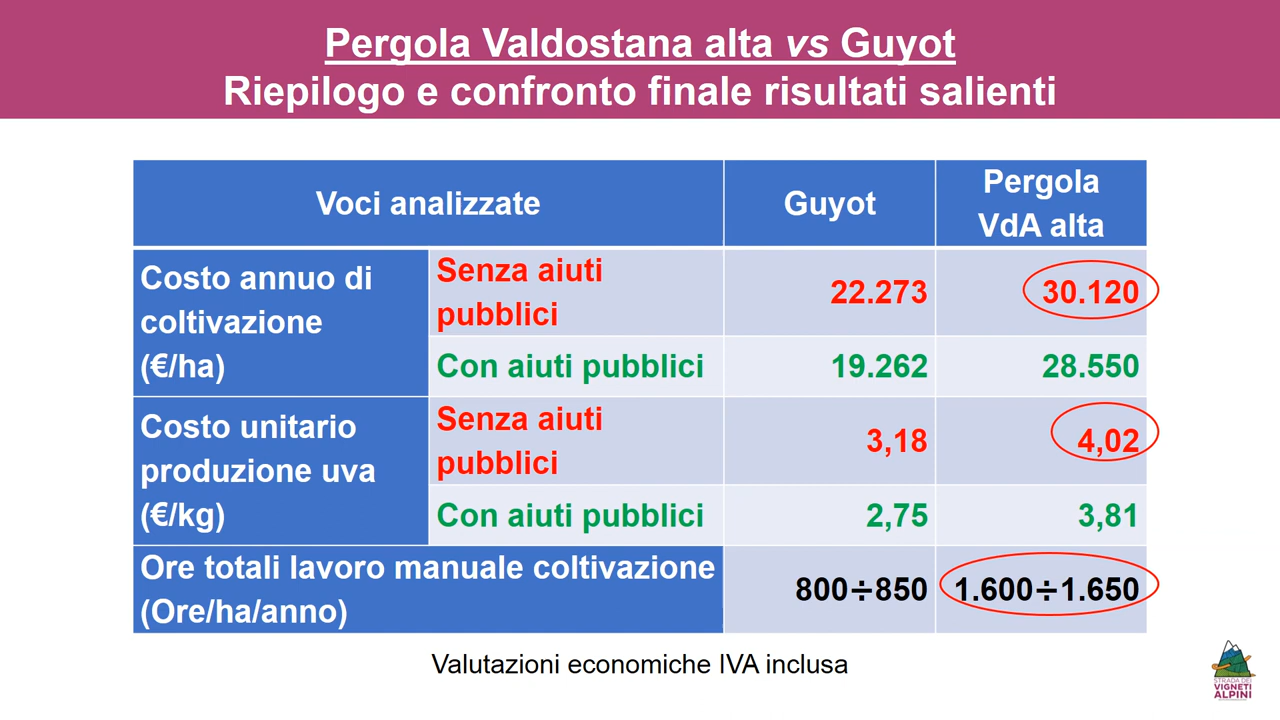 Pergola Valdostana alta vs Guyot
Riepilogo e confronto finale risultati salienti
Voci analizzate
Guyot
Pergola
VdA alta
Costo annuo di
coltivazione
(€/ha)
Senza aiuti
pubblici
22.273
30.120
Con aiuti pubblici
19.262
28.550
Costo unitario
produzione uva
(€/kg)
Senza aiuti
pubblici
3,18
4,02
Con aiuti pubblici
2,75
3,81
Ore totali lavoro manuale coltivazione
(Ore/ha/anno)
800÷850
1.600÷1.650
Valutazioni economiche IVA inclusa
STRADA DEI
VIGNETI
ALPINI